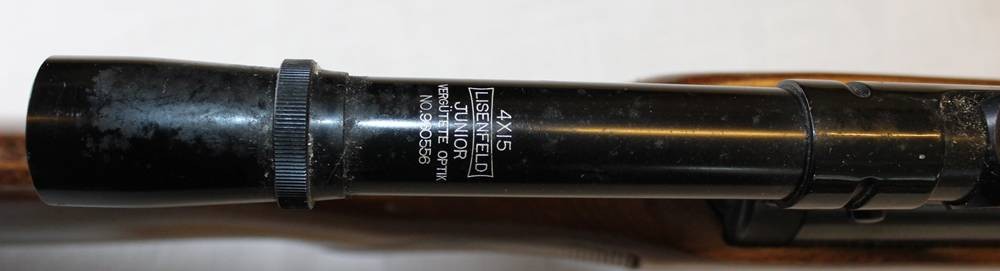 4X15
LISENFELD
JUNIOR
VERGÜTETE OPTIK
NO.960556